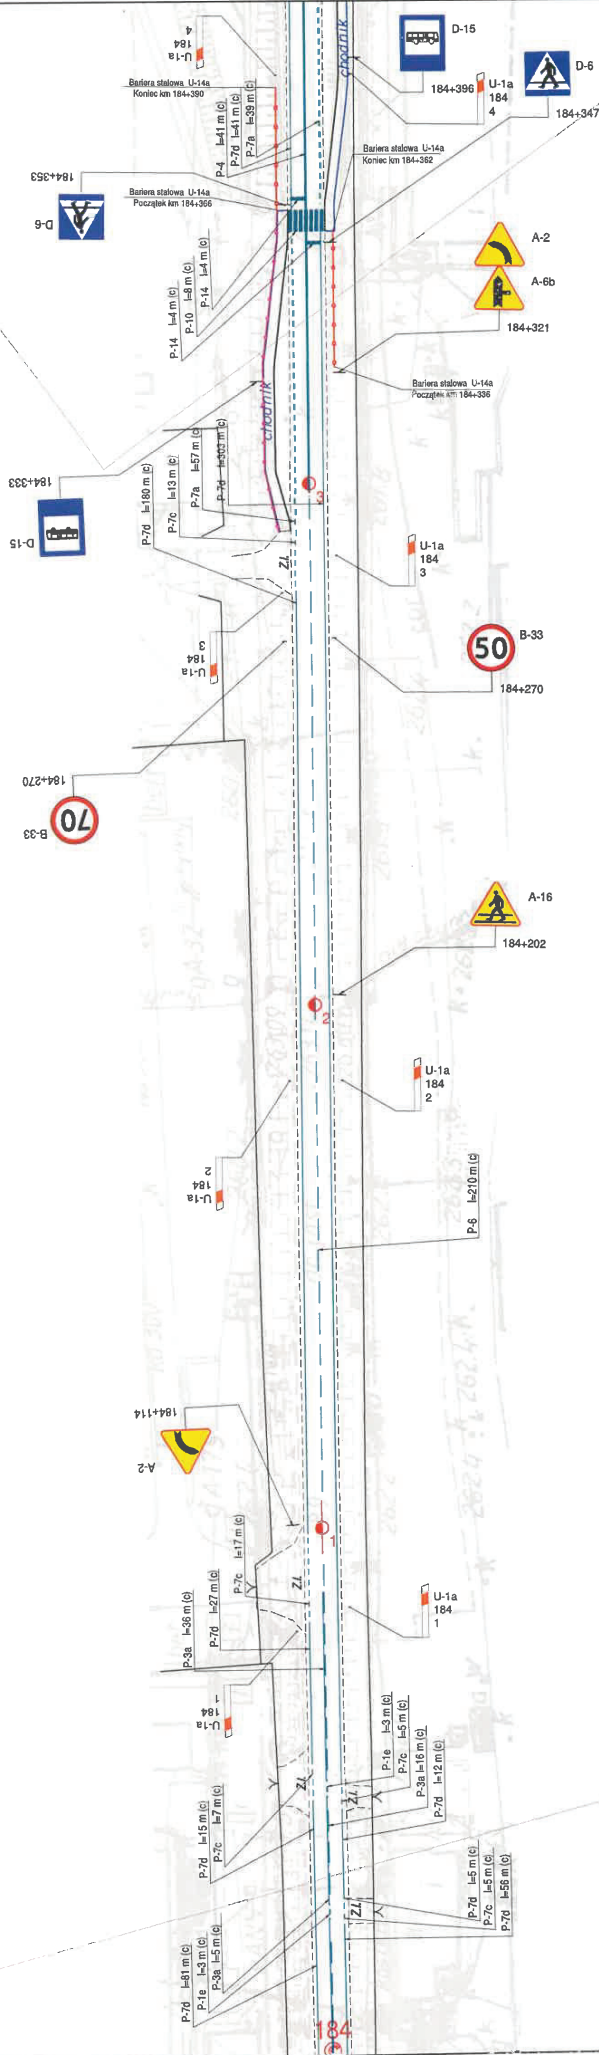 4
184
U-1a
chodnik
D-15
184+396
U-1a
184
4
D-6
184+347
Bariera stalowa U-14a
Koniec km 184+390
P-4 l=41 m (c)
P-7d l=41 m (c)
P-7a l=39 m (c)
Bariera stalowa U-14a
Koniec km 184+362
184+353
D-6
Bariera stalowa U-14a
Początek km 184+366
P-14 l=4 m (c)
P-10 l=8 m (c)
P-14 l=4 m (c)
A-2
A-6b
184+321
Bariera stalowa U-14a
Początek km 184+336
chodnik
184+333
D-15
P-7d l=180 m (c)
P-7c l=13 m (c)
P-7a l=57 m (c)
P-7d l=303 m (c)
3
ZJ
U-1a
184
3
3
184
U-1a
50
B-33
184+270
184+270
70
B-33
A-16
184+202
2
U-1a
184
2
2
184
U-1a
P-6 l=210 m (c)
184+114
A-2
1
P-3a l=36 m (c)
P-7d l=27 m (c)
P-7c l=17 m (c)
ZJ
U-1a
184
1
1
184
U-1a
P-1e l=3 m (c)
P-7c l=5 m (c)
P-3a l=16 m (c)
P-7d l=12 m (c)
ZJ
ZJ
P-7d l=15 m (c)
P-7c l=7 m (c)
P-7d l=5 m (c)
P-7c l=5 m (c)
P-7d l=56 m (c)
ZJ
P-7d l=81 m (c)
P-1e l=3 m (c)
P-3a l=5 m (c)
184